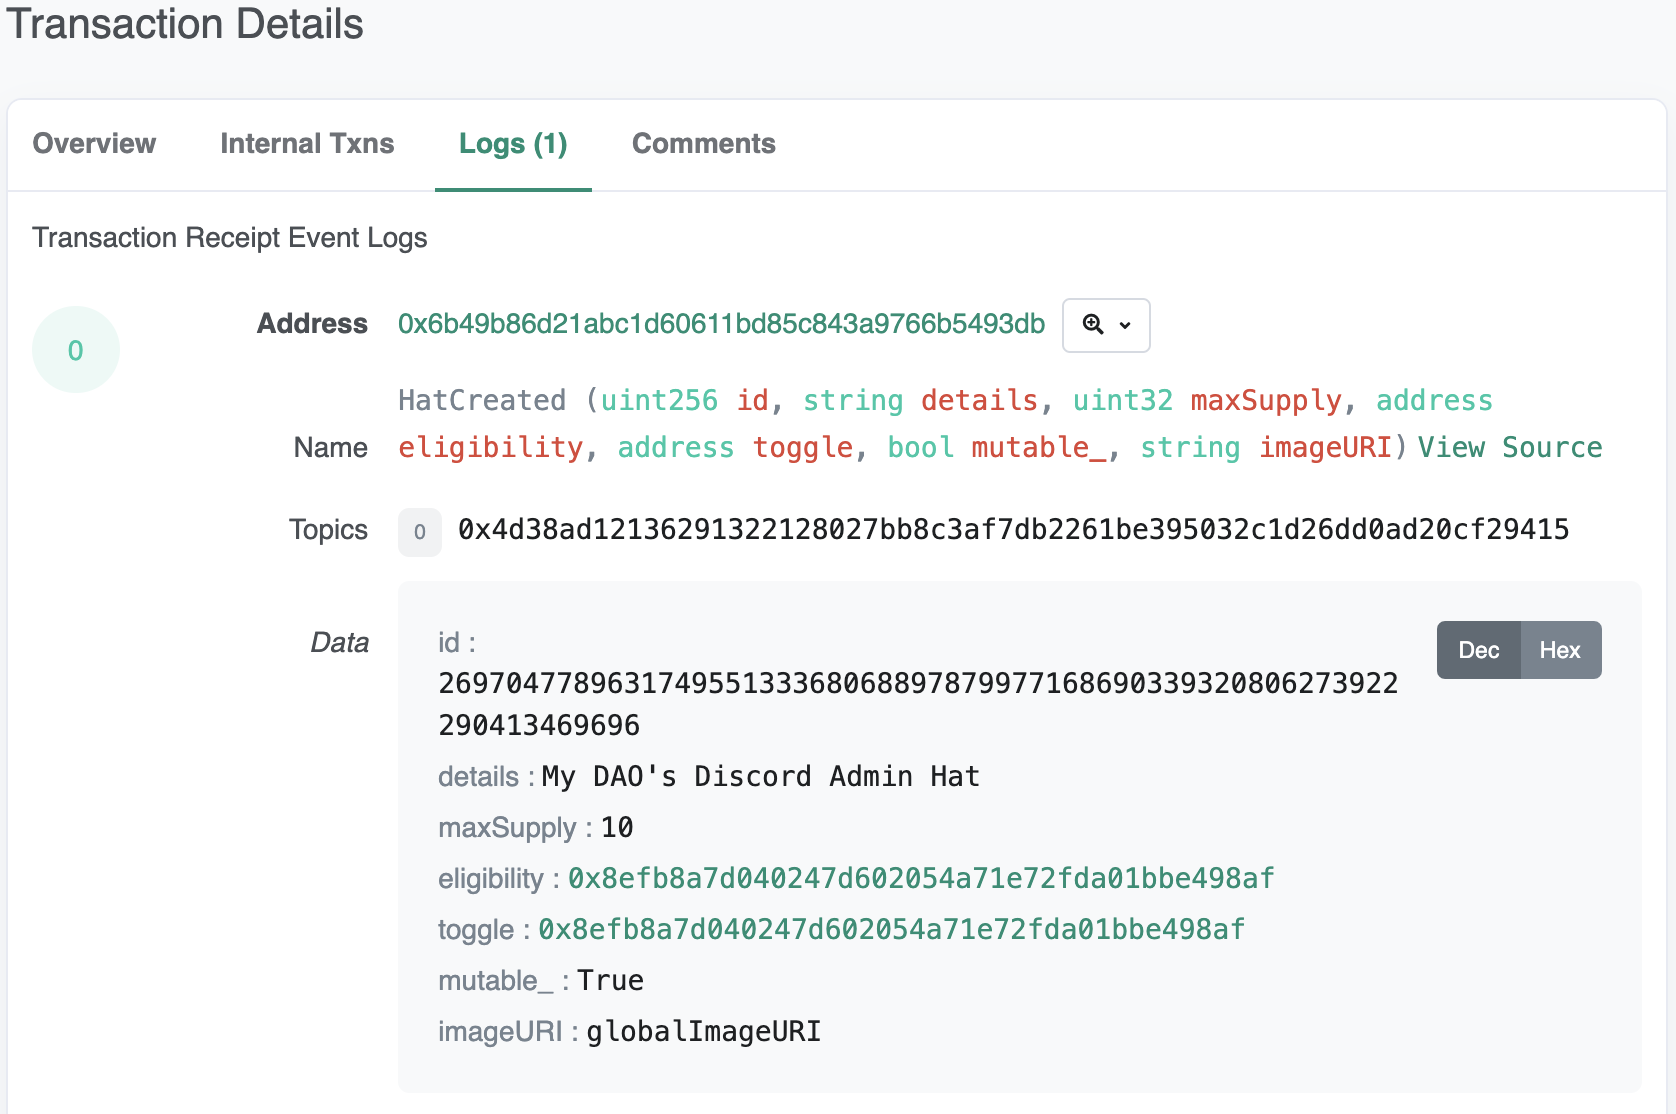 Transaction Details
Overview Internal Txns Logs (1) Comments
Transaction Receipt Event Logs
0
Address 0x6b49b86d21abc1d60611bd85c843a9766b5493db
Name HatCreated (uint256 id, string details, uint32 maxSupply, address
eligibility, address toggle, bool mutable_, string imageURI) View Source
Topics 0 0x4d38ad12136291322128027bb8c3af7db2261be395032c1d26dd0ad20cf29415
Data
Dec Hex
id :
269704778963174955133368068897879977168690339320806273922
290413469696
details : My DAO's Discord Admin Hat
maxSupply : 10
eligibility : 0x8efb8a7d040247d602054a71e72fda01bbe498af
toggle : 0x8efb8a7d040247d602054a71e72fda01bbe498af
mutable_ : True
imageURI : globalImageURI